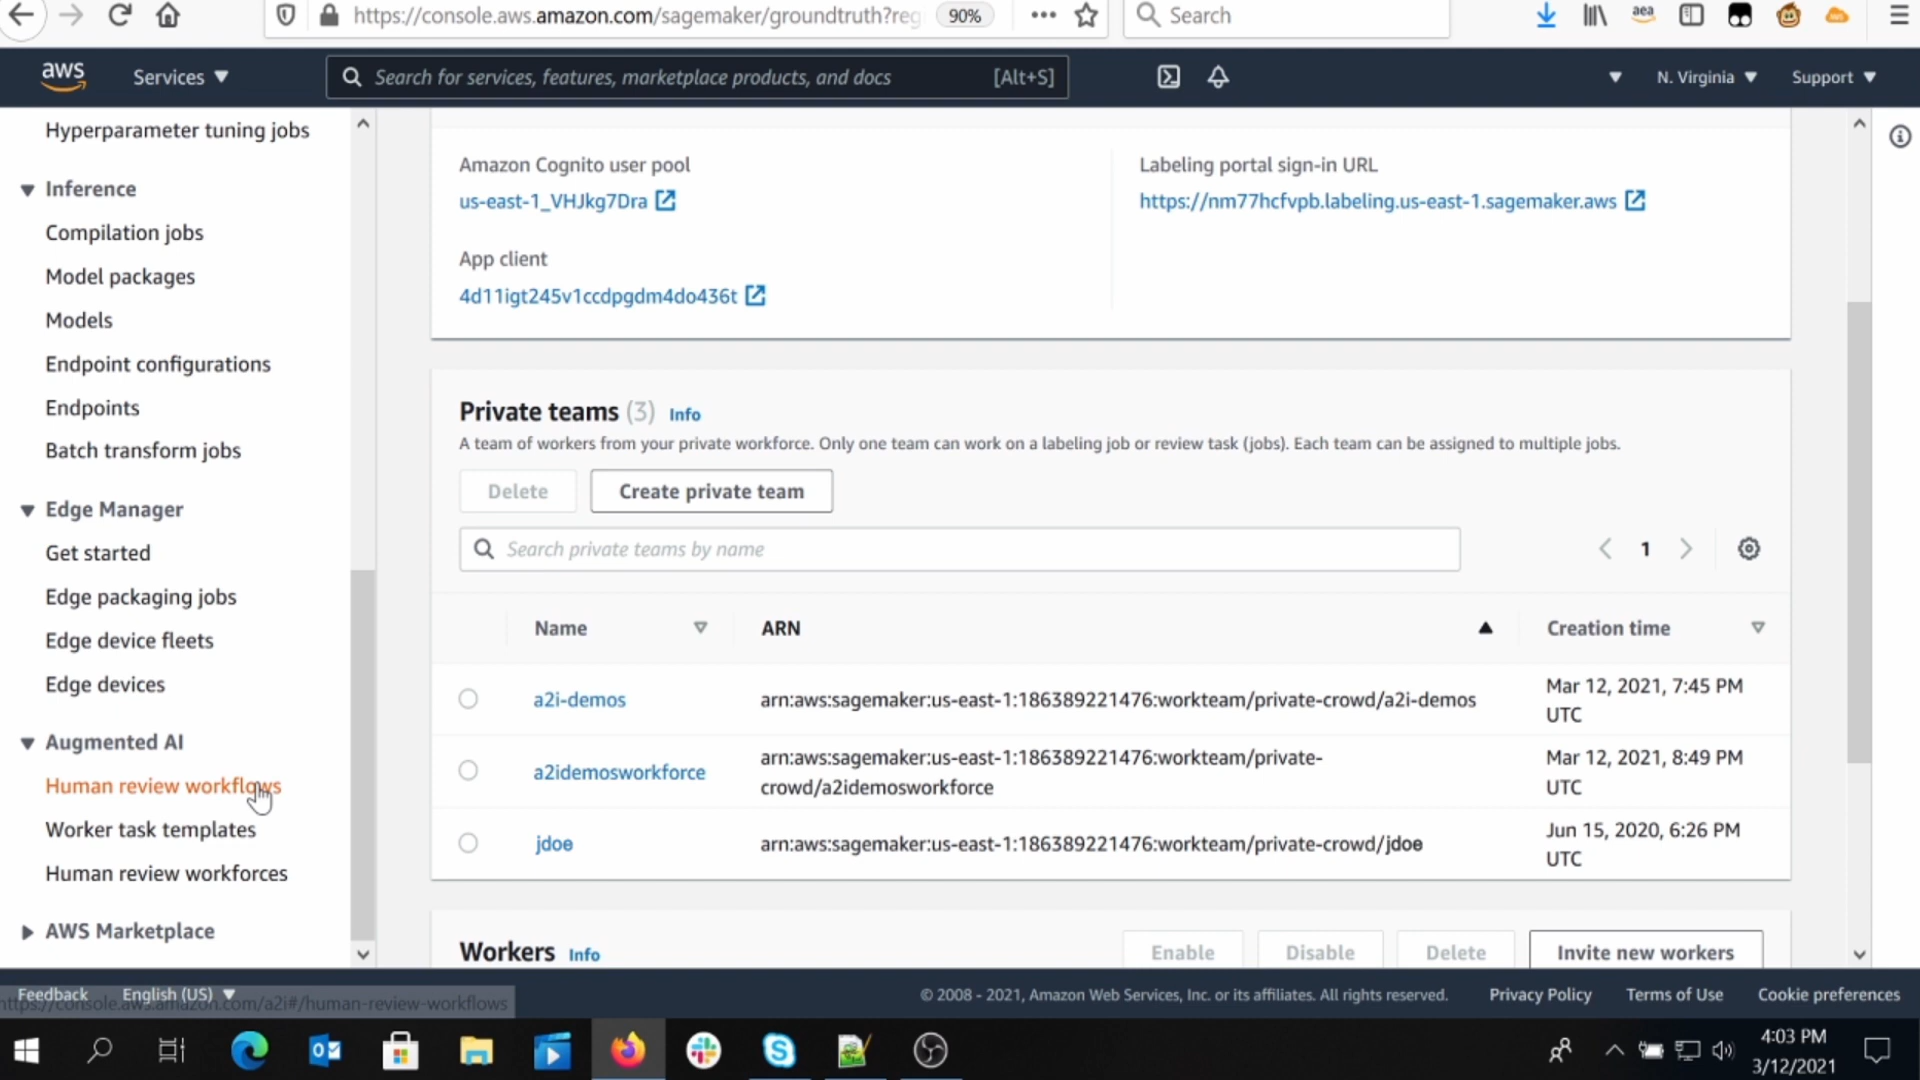 https://console.aws.amazon.com/sagemaker/groundtruth?reg
90%
Search
aea
aws
Services
Search for services, features, marketplace products, and docs
[Alt+S]
N. Virginia
Support
Hyperparameter tuning jobs
Inference
Compilation jobs
Model packages
Models
Endpoint configurations
Endpoints
Batch transform jobs
Edge Manager
Get started
Edge packaging jobs
Edge device fleets
Edge devices
Augmented AI
Human review workflows
Worker task templates
Human review workforces
AWS Marketplace
Amazon Cognito user pool
us-east-1_VHJkg7Dra
App client
4d11igt245v1ccdpgdm4do436t
Labeling portal sign-in URL
https://nm77hcfvpb.labeling.us-east-1.sagemaker.aws
Private teams (3) Info
A team of workers from your private workforce. Only one team can work on a labeling job or review task (jobs). Each team can be assigned to multiple jobs.
Delete
Create private team
Search private teams by name
1
Name
ARN
Creation time
a2i-demos
arn:aws:sagemaker:us-east-1:186389221476:workteam/private-crowd/a2i-demos
Mar 12, 2021, 7:45 PM
UTC
a2idemosworkforce
arn:aws:sagemaker:us-east-1:186389221476:workteam/private-
crowd/a2idemosworkforce
Mar 12, 2021, 8:49 PM
UTC
jdoe
arn:aws:sagemaker:us-east-1:186389221476:workteam/private-crowd/jdoe
Jun 15, 2020, 6:26 PM
UTC
Workers Info
Enable
Disable
Delete
Invite new workers
Feedback
English (US)
https://console.aws.amazon.com/a2i#/human-review-workflows
© 2008 - 2021, Amazon Web Services, Inc. or its affiliates. All rights reserved.
Privacy Policy
Terms of Use
Cookie preferences
4:03 PM
3/12/2021